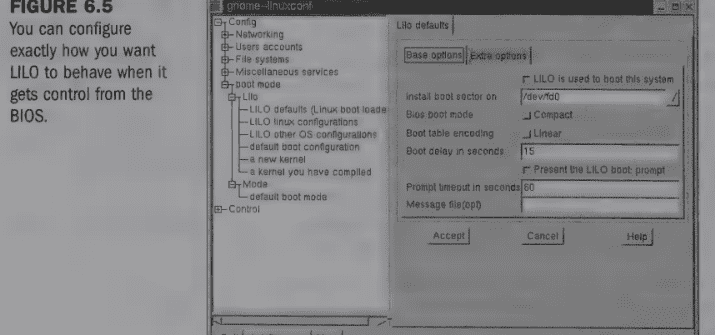 FIGURE 6.5
You can configure
exactly how you want
LILO to behave when it
gets control from the
BIOS.
gnome-linuxconf
Config
Networking
Users accounts
File systems
Miscellaneous services
boot mode
Lilo
LILO defaults (Linux boot loade
LILO linux configurations
LILO other OS configurations
default boot configuration
a new kernel
a kernel you have compiled
Mode
default boot mode
Control
Lilo defaults
Base options Extra options
LILO is used to boot this system
Install boot sector on /dev/fd0
Bios boot mode Compact
Boot table encoding Linear
Boot delay in seconds 15
Present the LILO boot: prompt
Prompt timeout in seconds 60
Message file(opt)
Accept Cancel Help